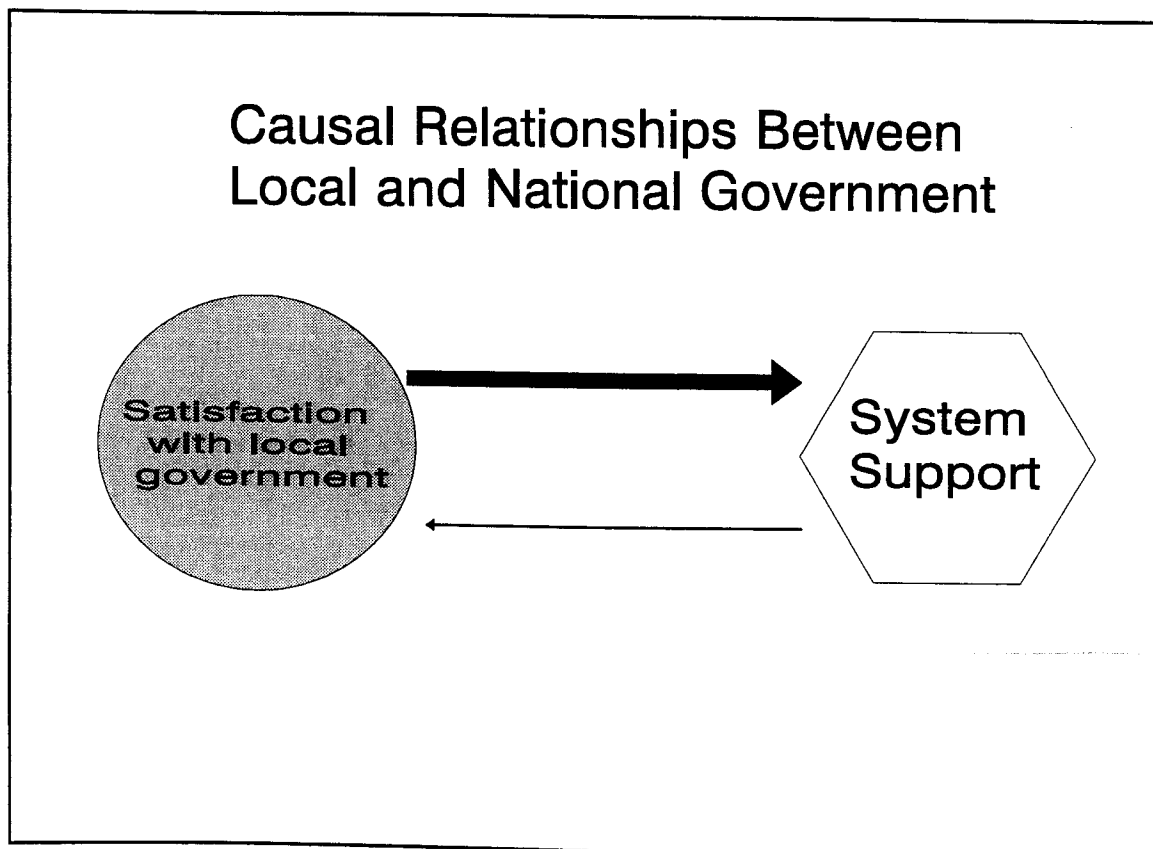 Causal Relationships Between
Local and National Government
Satisfaction
with local
government
System
Support